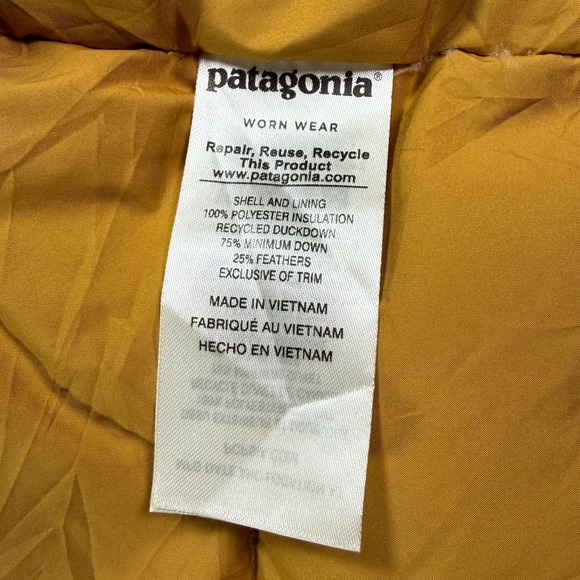 patagonia®
WORN WEAR
Repair, Reuse, Recycle
This Product
www.patagonia.com
SHELL AND LINING
100% POLYESTER INSULATION
RECYCLED DUCKDOWN
75% MINIMUM DOWN
25% FEATHERS
EXCLUSIVE OF TRIM
MADE IN VIETNAM
FABRIQUÉ AU VIETNAM
HECHO EN VIETNAM